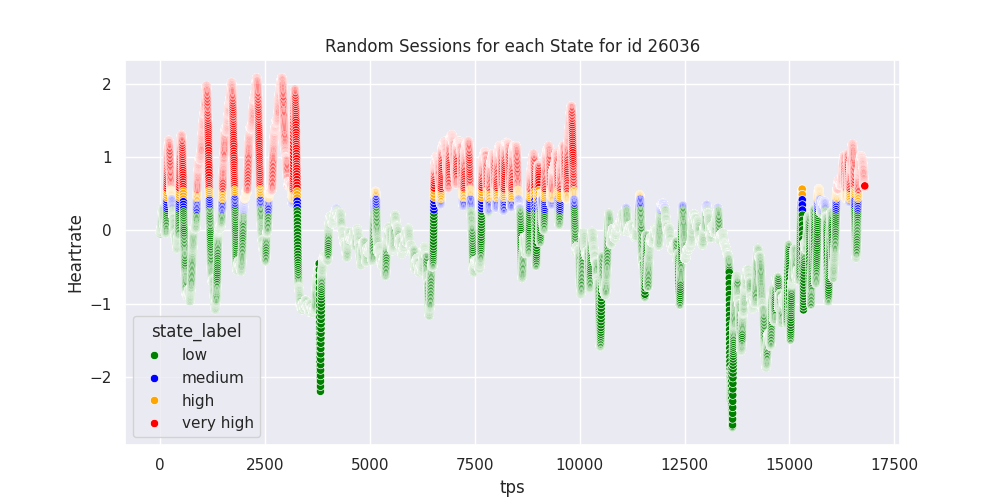 Random Sessions for each State for id 26036
Heartrate
2
1
0
−1
−2
state_label
low
medium
high
very high
0 2500 5000 7500 10000 12500 15000 17500
tps